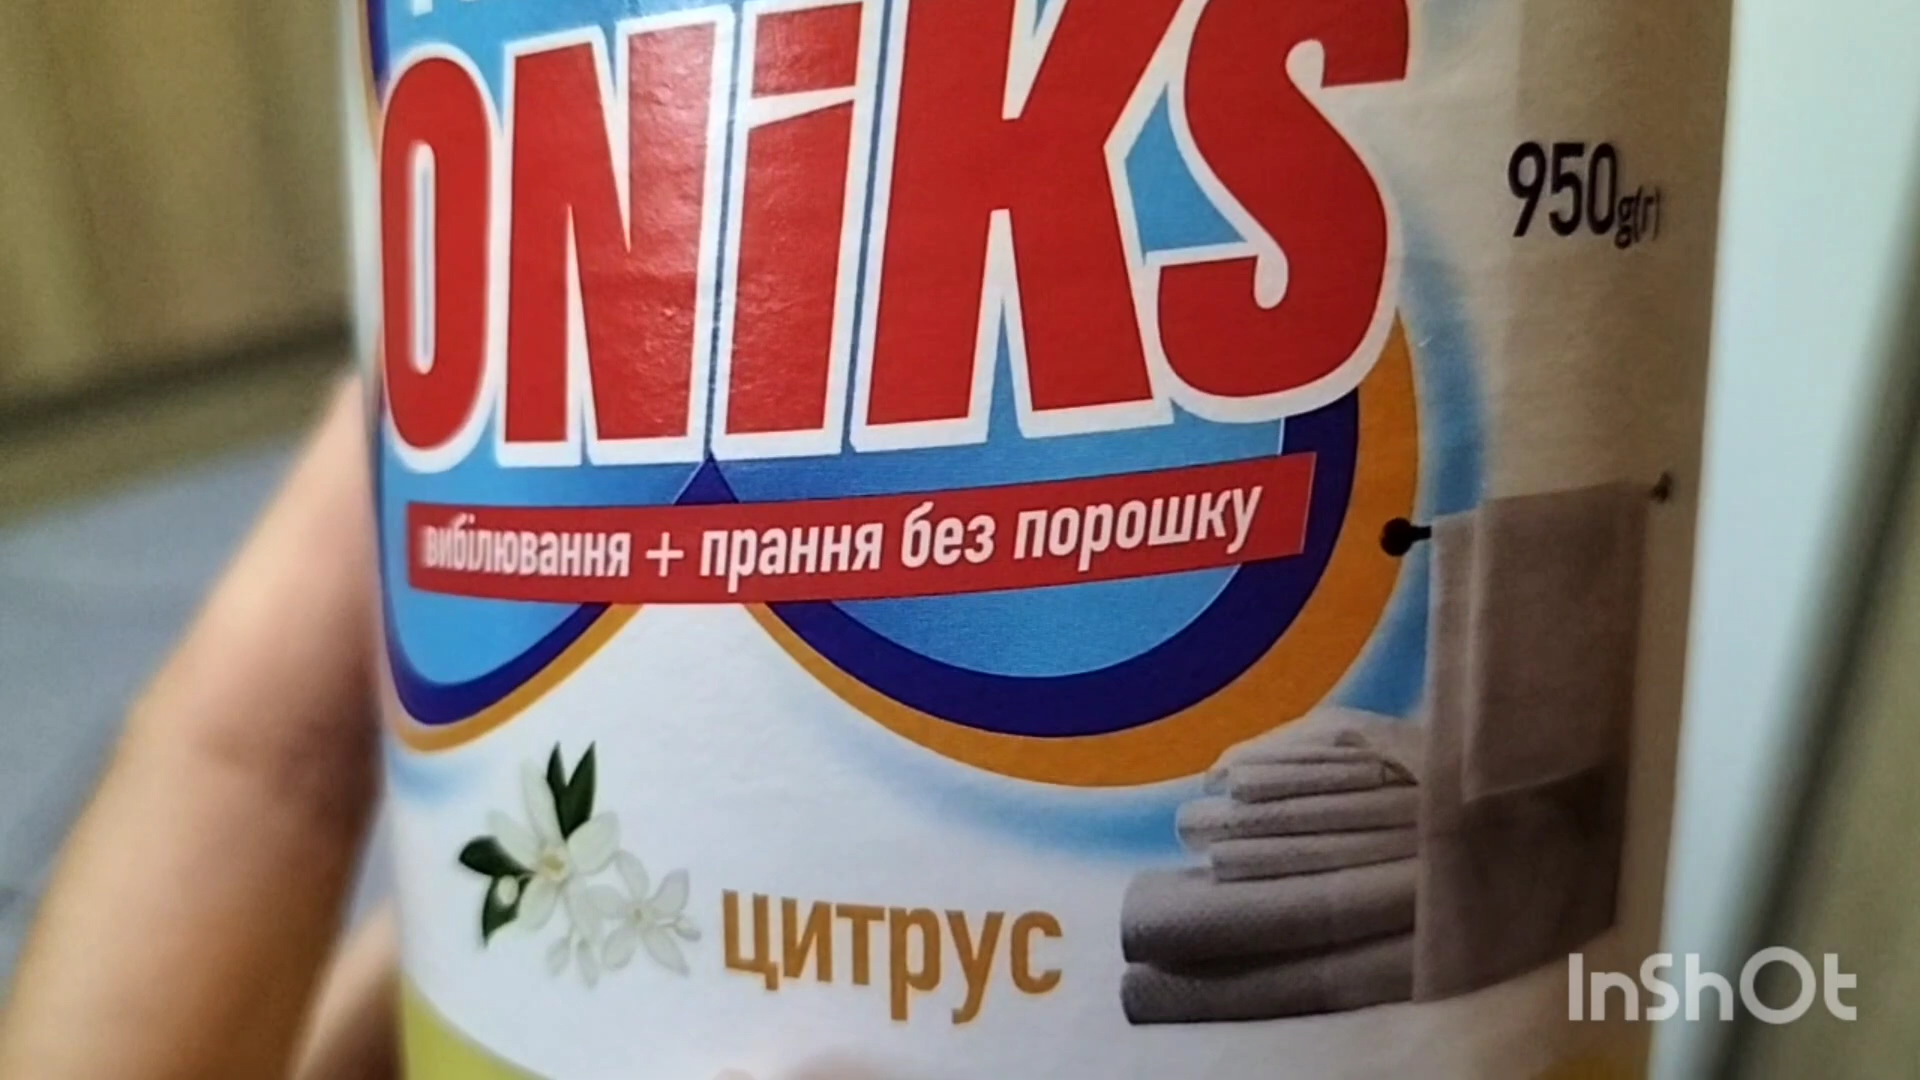 ONiKS
950g(г)
вибілювання + прання без порошку
цитрус
InShOt